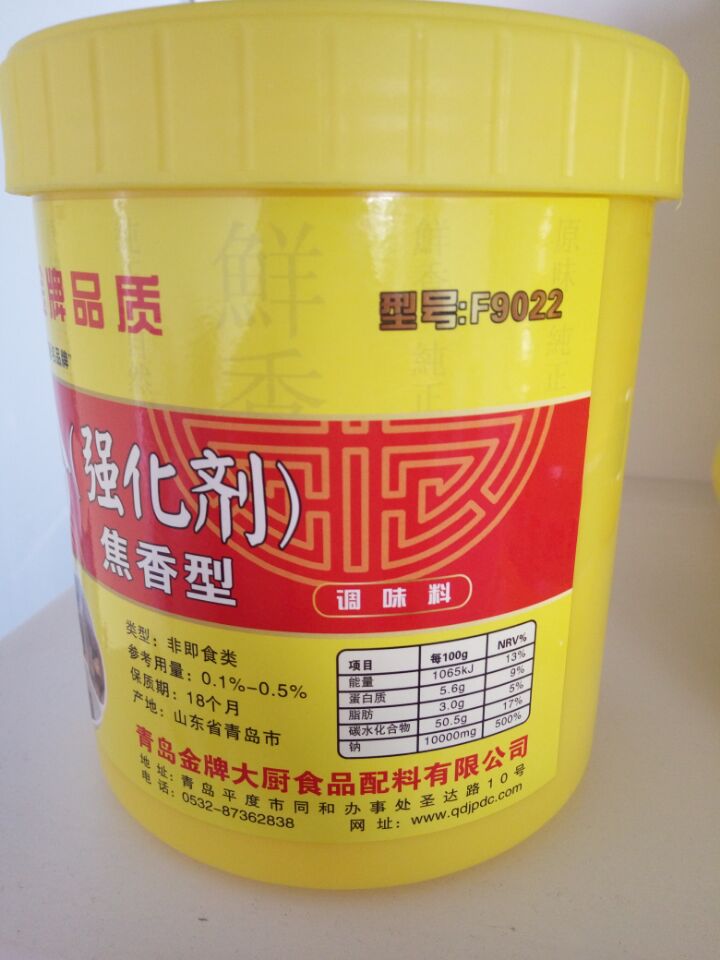 牌品质
型号:F9022
品牌"
鮮香
鮮香純正
原味純正
(强化剂)
焦香型
调味料
类型：非即食类
参考用量：0.1%-0.5%
保质期：18个月
产地：山东省青岛市
项目 每100g NRV%
能量 1065kJ 13%
蛋白质 5.6g 9%
脂肪 3.0g 5%
碳水化合物 50.5g 17%
钠 10000mg 500%
青岛金牌大厨食品配料有限公司
地址：青岛平度市同和办事处圣达路10号
电话：0532-87362838 网址：www.qdjpdc.com